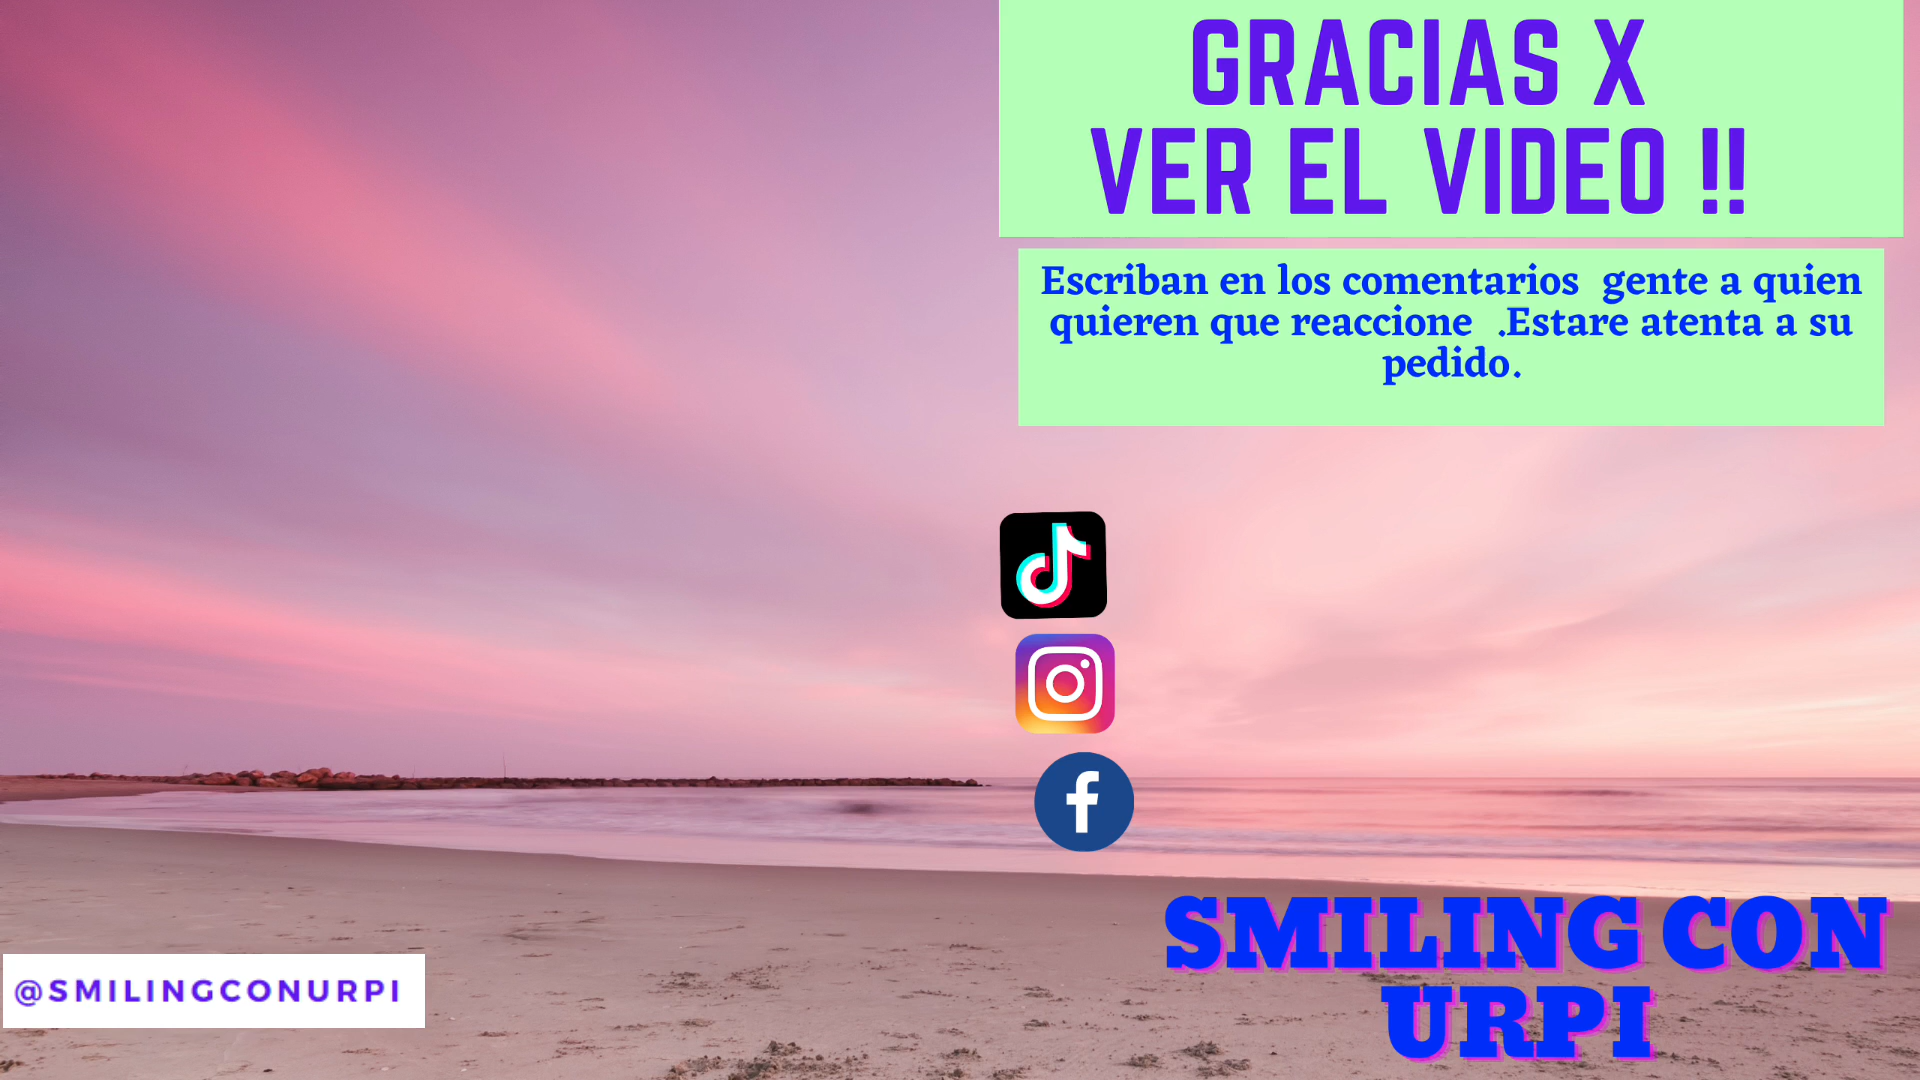 GRACIAS X
VER EL VIDEO !!
Escriban en los comentarios  gente a quien
quieren que reaccione  .Estare atenta a su
pedido.
SMILING CON
URPI
@SMILINGCONURPI